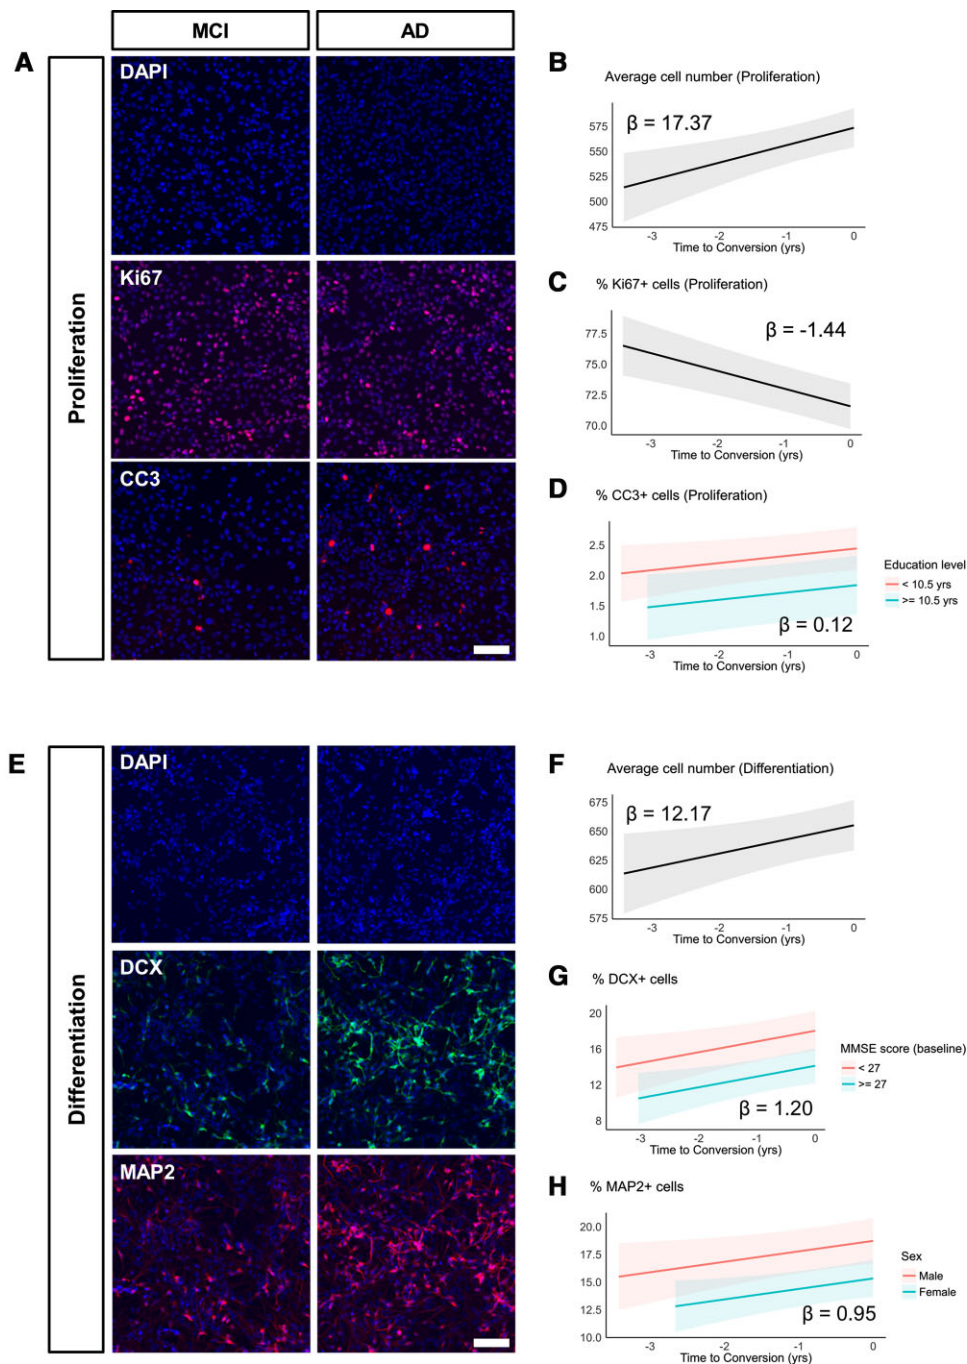 MCI
AD
A
Proliferation
DAPI
Ki67
CC3
B
Average cell number (Proliferation)
β = 17.37
575
550
525
500
475
-3
-2
-1
0
Time to Conversion (yrs)
C
% Ki67+ cells (Proliferation)
β = -1.44
77.5
75.0
72.5
70.0
-3
-2
-1
0
Time to Conversion (yrs)
D
% CC3+ cells (Proliferation)
2.5
2.0
1.5
1.0
β = 0.12
-3
-2
-1
0
Time to Conversion (yrs)
Education level
< 10.5 yrs
>= 10.5 yrs
E
Differentiation
DAPI
DCX
MAP2
F
Average cell number (Differentiation)
β = 12.17
675
650
625
600
575
-3
-2
-1
0
Time to Conversion (yrs)
G
% DCX+ cells
20
16
12
8
β = 1.20
-3
-2
-1
0
Time to Conversion (yrs)
MMSE score (baseline)
< 27
>= 27
H
% MAP2+ cells
20.0
17.5
15.0
12.5
10.0
β = 0.95
-3
-2
-1
0
Time to Conversion (yrs)
Sex
Male
Female